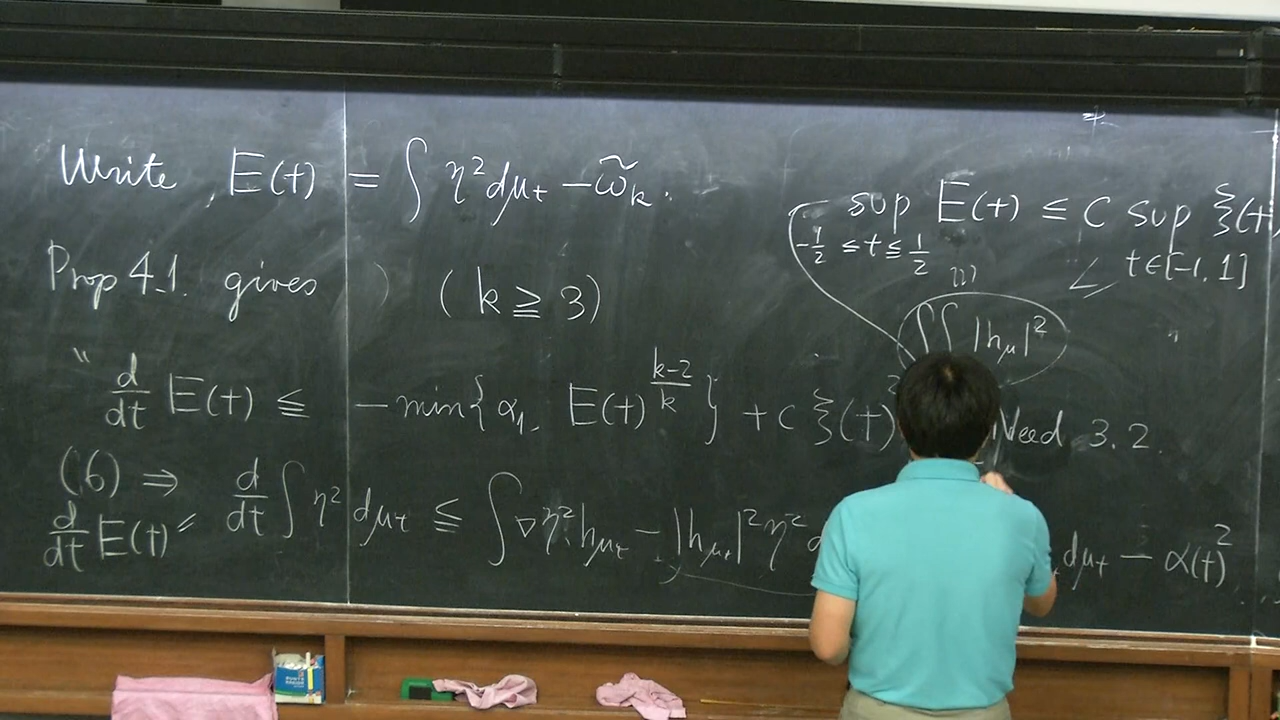 Write E(t) = ∫ η² dμ_t − ω̃_k.
Prop 4.1. gives (k ≧ 3)
" d/dt E(t) ≦ −min{α₁, E(t)^{(k-2)/k}} + c ξ(t)²
(6) ⇒ d/dt ∫ η² dμ_t ≦ ∫ ∇η²·h_{μ_t} − |h_{μ_t}|² η²
d/dt E(t) "
dμ_t − α(t)²
sup E(t) ≤ C sup ξ(t)
−1/2 ≤ t ≤ 1/2 t∈[−1, 1]
∫∫ |h_μ|²
Need 3.2.